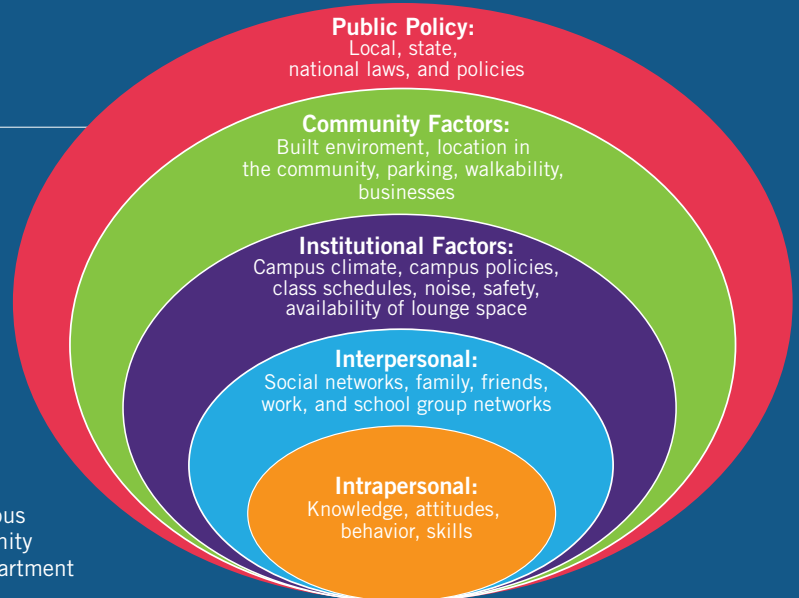 Public Policy:
Local, state,
national laws, and policies
Community Factors:
Built enviroment, location in
the community, parking, walkability,
businesses
Institutional Factors:
Campus climate, campus policies,
class schedules, noise, safety,
availability of lounge space
Interpersonal:
Social networks, family, friends,
work, and school group networks
Intrapersonal:
Knowledge, attitudes,
behavior, skills